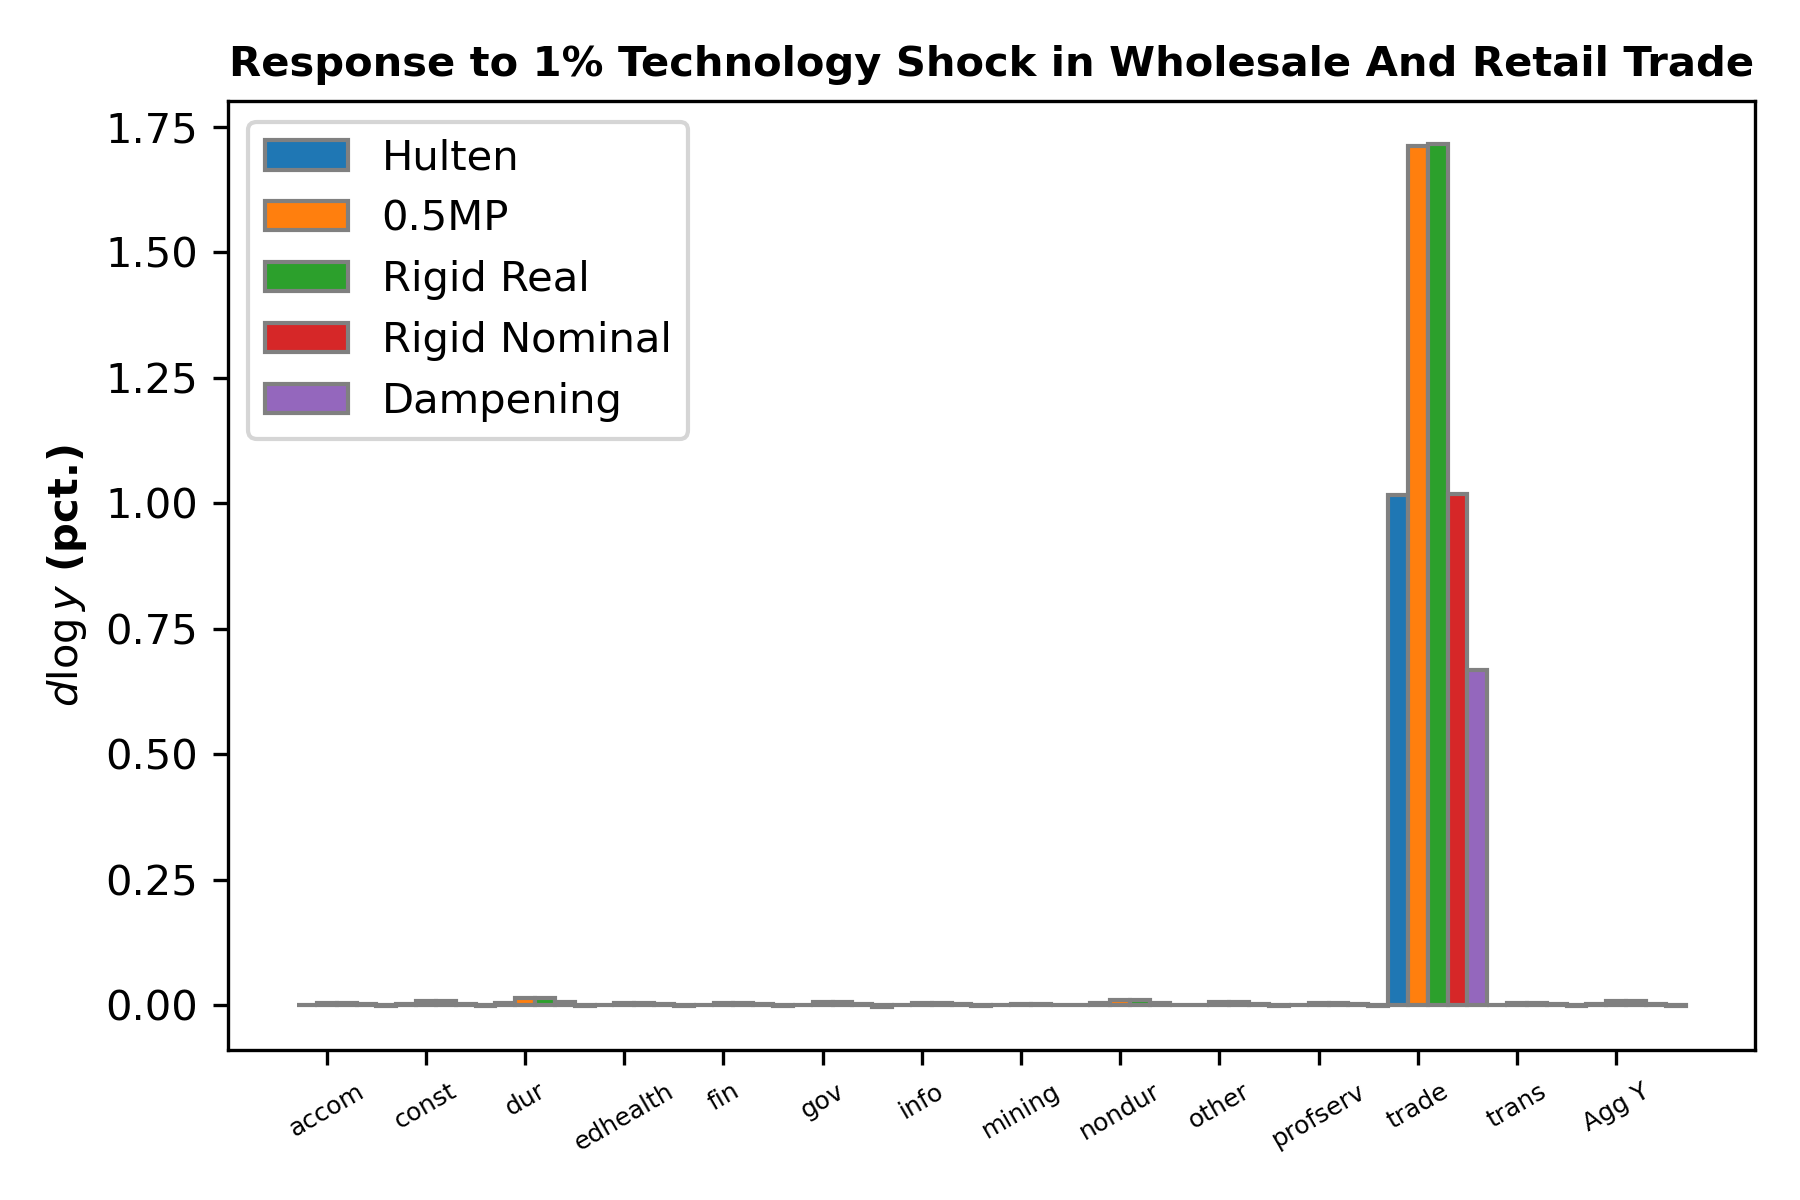 Response to 1% Technology Shock in Wholesale And Retail Trade
1.75
1.50
1.25
1.00
0.75
0.50
0.25
0.00
dlog y (pct.)
Hulten
0.5MP
Rigid Real
Rigid Nominal
Dampening
accom
const
dur
edhealth
fin
gov
info
mining
nondur
other
profserv
trade
trans
Agg Y